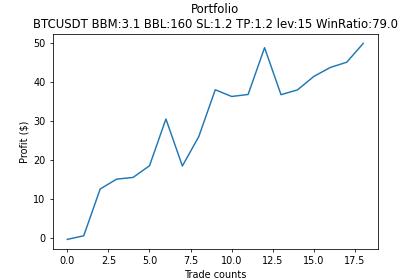 Portfolio
BTCUSDT BBM:3.1 BBL:160 SL:1.2 TP:1.2 lev:15 WinRatio:79.0
50
40
30
20
10
0
Profit ($)
0.0 2.5 5.0 7.5 10.0 12.5 15.0 17.5
Trade counts